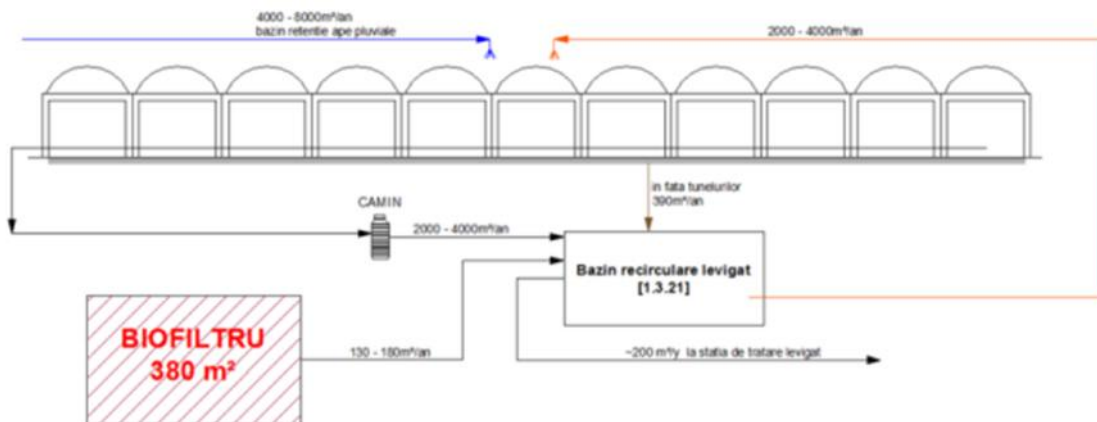 4000 - 8000m³/an
bazin retentie ape pluviale
2000 - 4000m³/an
in fata tunelurilor
390m³/an
CAMIN
2000 - 4000m³/an
Bazin recirculare levigat
[1.3.21]
BIOFILTRU
380 m²
130 - 180m³/an
~200 m³/y la statia de tratare levigat